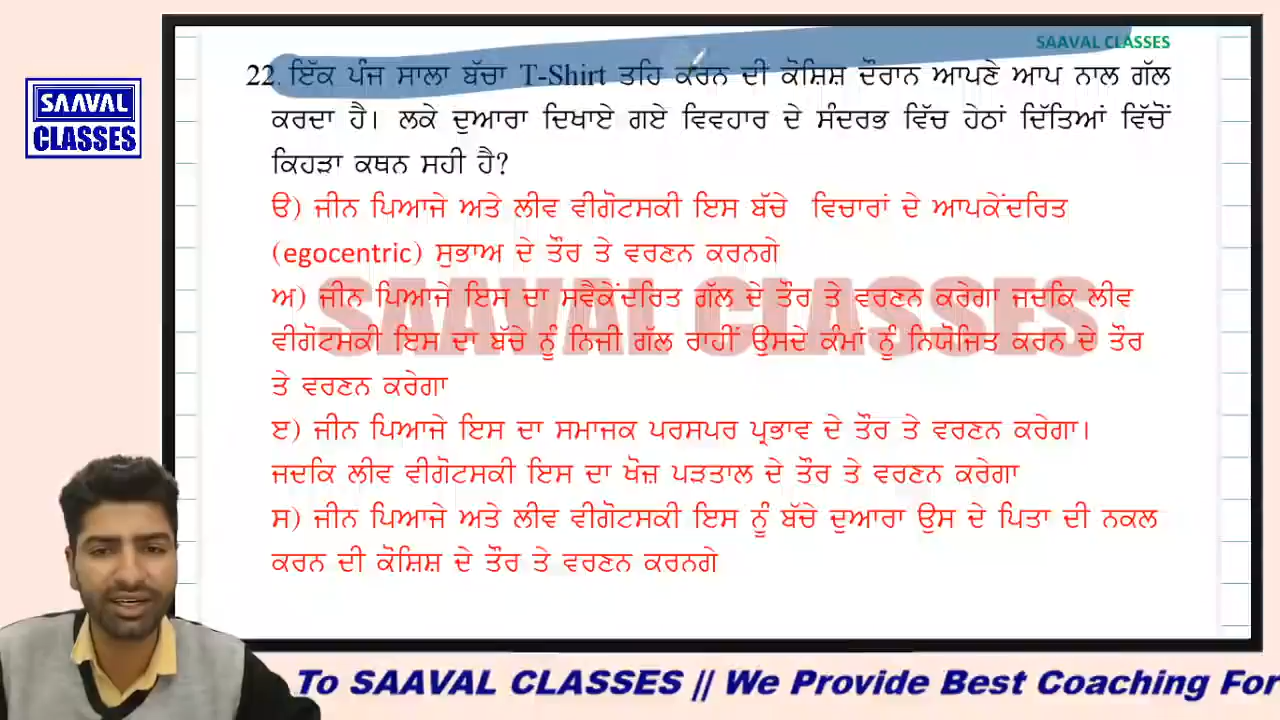 SAAVAL CLASSES
SAAVAL
CLASSES
22. ਇੱਕ ਪੰਜ ਸਾਲਾ ਬੱਚਾ T-Shirt ਤਹਿ ਕਰਨ ਦੀ ਕੋਸ਼ਿਸ਼ ਦੌਰਾਨ ਆਪਣੇ ਆਪ ਨਾਲ ਗੱਲ
ਕਰਦਾ ਹੈ। ਲਕੇ ਦੁਆਰਾ ਦਿਖਾਏ ਗਏ ਵਿਵਹਾਰ ਦੇ ਸੰਦਰਭ ਵਿੱਚ ਹੇਠਾਂ ਦਿੱਤਿਆਂ ਵਿੱਚੋਂ
ਕਿਹੜਾ ਕਥਨ ਸਹੀ ਹੈ?
ੳ) ਜੀਨ ਪਿਆਜੇ ਅਤੇ ਲੀਵ ਵੀਗੋਟਸਕੀ ਇਸ ਬੱਚੇ ਵਿਚਾਰਾਂ ਦੇ ਆਪਕੇਂਦਰਿਤ
(egocentric) ਸੁਭਾਅ ਦੇ ਤੌਰ ਤੇ ਵਰਣਨ ਕਰਨਗੇ
ਅ) ਜੀਨ ਪਿਆਜੇ ਇਸ ਦਾ ਸਵੈਕੇਂਦਰਿਤ ਗੱਲ ਦੇ ਤੌਰ ਤੇ ਵਰਣਨ ਕਰੇਗਾ ਜਦਕਿ ਲੀਵ
ਵੀਗੋਟਸਕੀ ਇਸ ਦਾ ਬੱਚੇ ਨੂੰ ਨਿਜੀ ਗੱਲ ਰਾਹੀਂ ਉਸਦੇ ਕੰਮਾਂ ਨੂੰ ਨਿਯੋਜਿਤ ਕਰਨ ਦੇ ਤੌਰ
ਤੇ ਵਰਣਨ ਕਰੇਗਾ
ੲ) ਜੀਨ ਪਿਆਜੇ ਇਸ ਦਾ ਸਮਾਜਕ ਪਰਸਪਰ ਪ੍ਰਭਾਵ ਦੇ ਤੌਰ ਤੇ ਵਰਣਨ ਕਰੇਗਾ।
ਜਦਕਿ ਲੀਵ ਵੀਗੋਟਸਕੀ ਇਸ ਦਾ ਖੋਜ਼ ਪੜਤਾਲ ਦੇ ਤੌਰ ਤੇ ਵਰਣਨ ਕਰੇਗਾ
ਸ) ਜੀਨ ਪਿਆਜੇ ਅਤੇ ਲੀਵ ਵੀਗੋਟਸਕੀ ਇਸ ਨੂੰ ਬੱਚੇ ਦੁਆਰਾ ਉਸ ਦੇ ਪਿਤਾ ਦੀ ਨਕਲ
ਕਰਨ ਦੀ ਕੋਸ਼ਿਸ਼ ਦੇ ਤੌਰ ਤੇ ਵਰਣਨ ਕਰਨਗੇ
SAAVAL CLASSES
To SAAVAL CLASSES || We Provide Best Coaching For